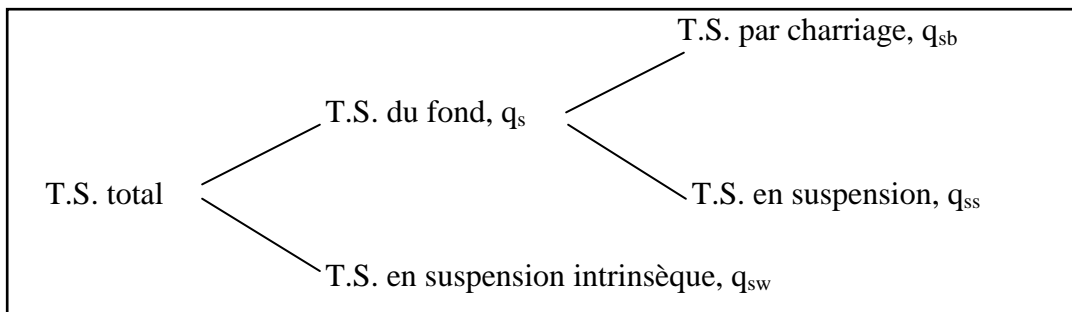 T.S. par charriage, qsb
T.S. du fond, qs
T.S. total
T.S. en suspension, qss
T.S. en suspension intrinsèque, qsw